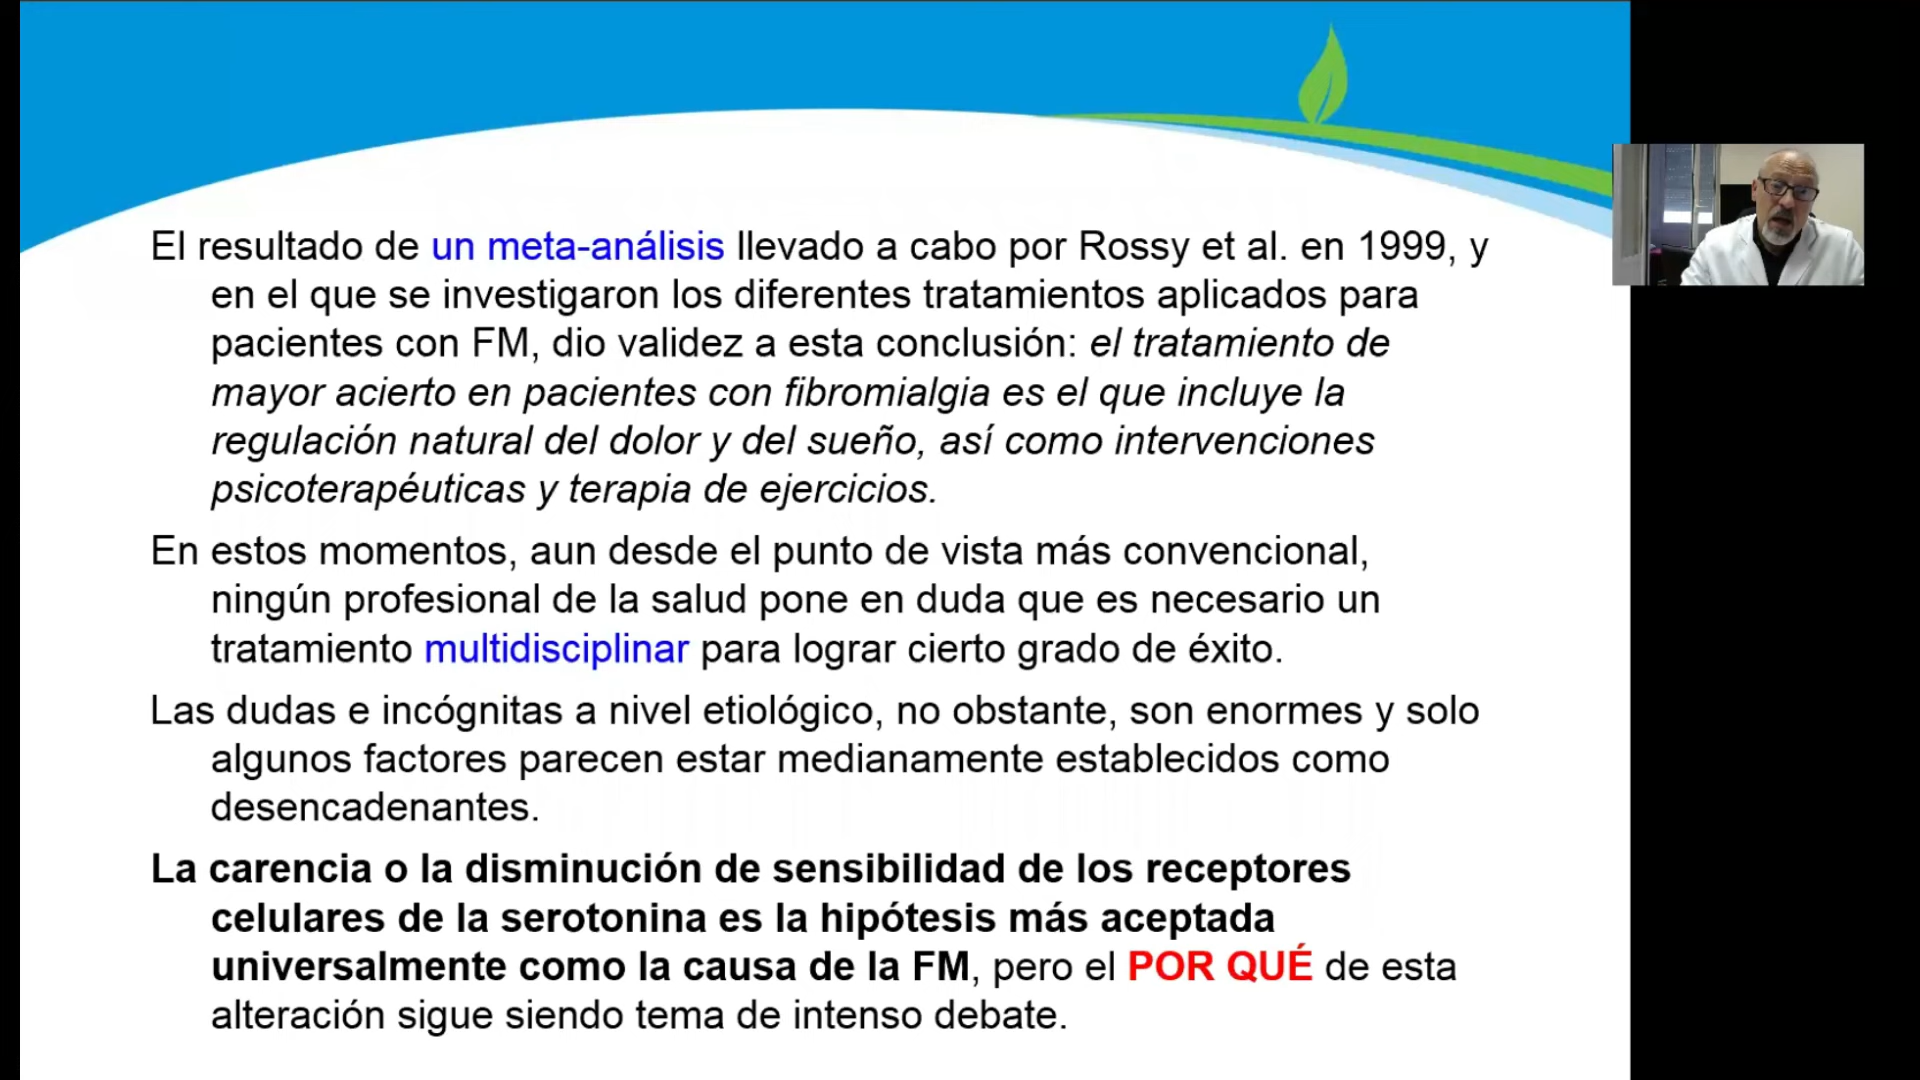 El resultado de un meta-análisis llevado a cabo por Rossy et al. en 1999, y
en el que se investigaron los diferentes tratamientos aplicados para
pacientes con FM, dio validez a esta conclusión: el tratamiento de
mayor acierto en pacientes con fibromialgia es el que incluye la
regulación natural del dolor y del sueño, así como intervenciones
psicoterapéuticas y terapia de ejercicios.
En estos momentos, aun desde el punto de vista más convencional,
ningún profesional de la salud pone en duda que es necesario un
tratamiento multidisciplinar para lograr cierto grado de éxito.
Las dudas e incógnitas a nivel etiológico, no obstante, son enormes y solo
algunos factores parecen estar medianamente establecidos como
desencadenantes.
La carencia o la disminución de sensibilidad de los receptores
celulares de la serotonina es la hipótesis más aceptada
universalmente como la causa de la FM, pero el POR QUÉ de esta
alteración sigue siendo tema de intenso debate.